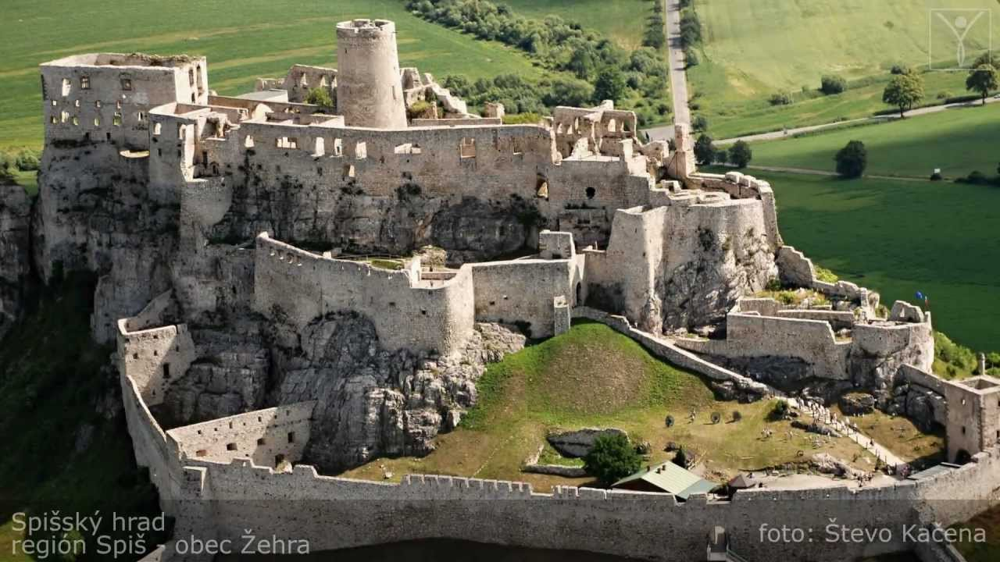 Spišský hrad
región Spiš - obec Žehra
foto: Števo Kačena